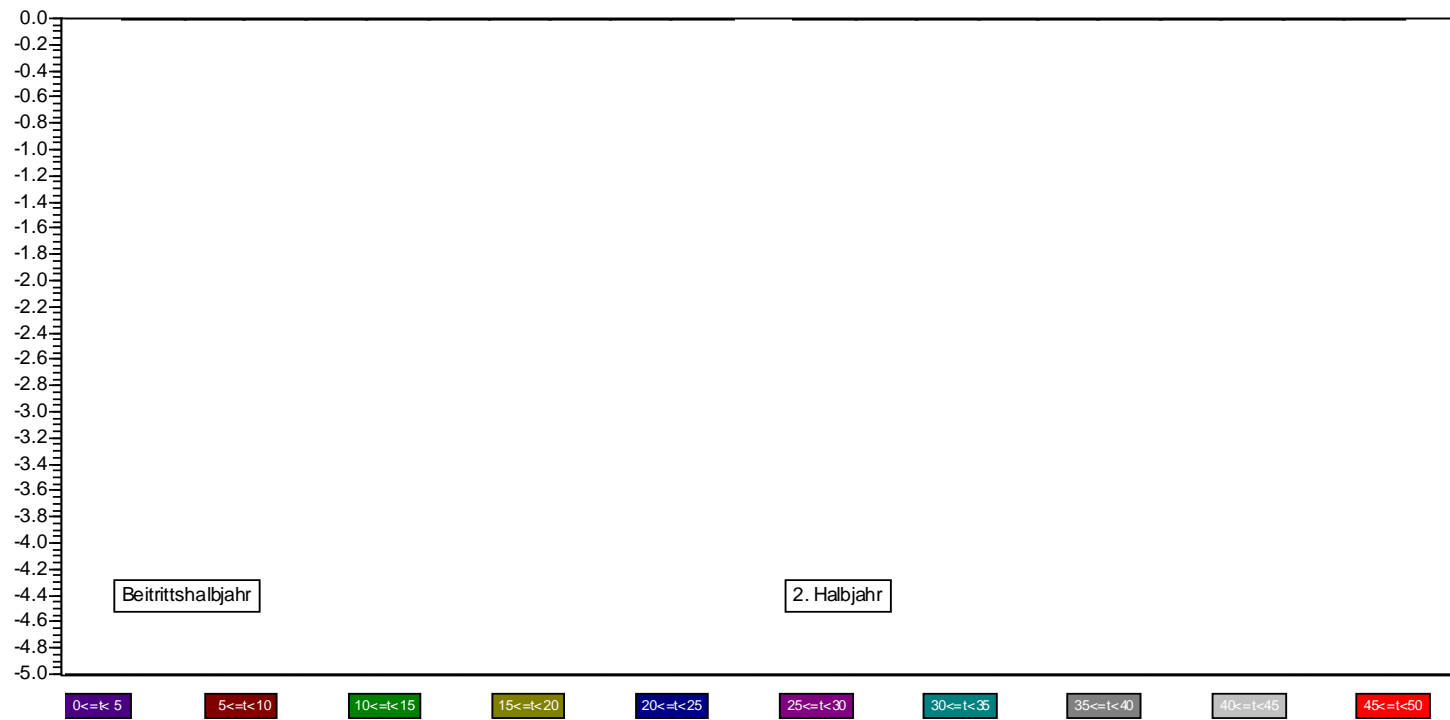 0.0
-0.2
-0.4
-0.6
-0.8
-1.0
-1.2
-1.4
-1.6
-1.8
-2.0
-2.2
-2.4
-2.6
-2.8
-3.0
-3.2
-3.4
-3.6
-3.8
-4.0
-4.2
-4.4
-4.6
-4.8
-5.0
Beitrittshalbjahr
2. Halbjahr
0<=t< 5
5<=t<10
10<=t<15
15<=t<20
20<=t<25
25<=t<30
30<=t<35
35<=t<40
40<=t<45
45<=t<50